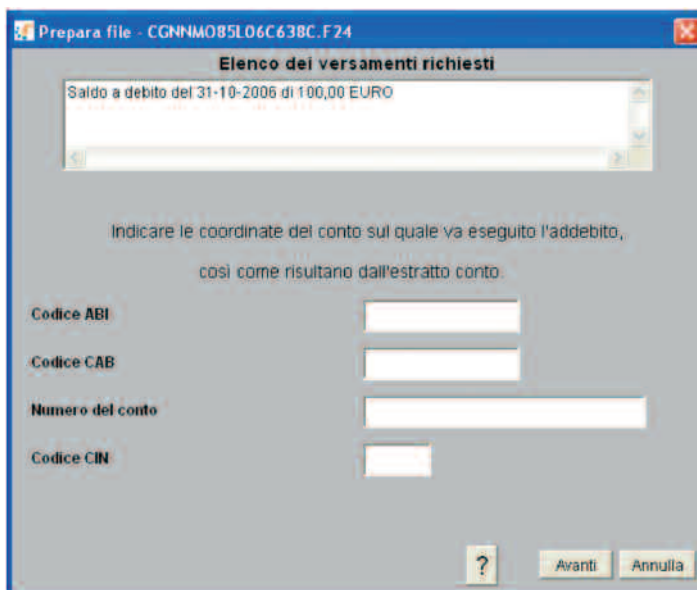 Prepara file - CGNNMO85L06C638C.F24
Elenco dei versamenti richiesti
Saldo a debito del 31-10-2006 di 100,00 EURO
Indicare le coordinate del conto sul quale va eseguito l'addebito,
così come risultano dall'estratto conto.
Codice ABI
Codice CAB
Numero del conto
Codice CIN
? Avanti Annulla